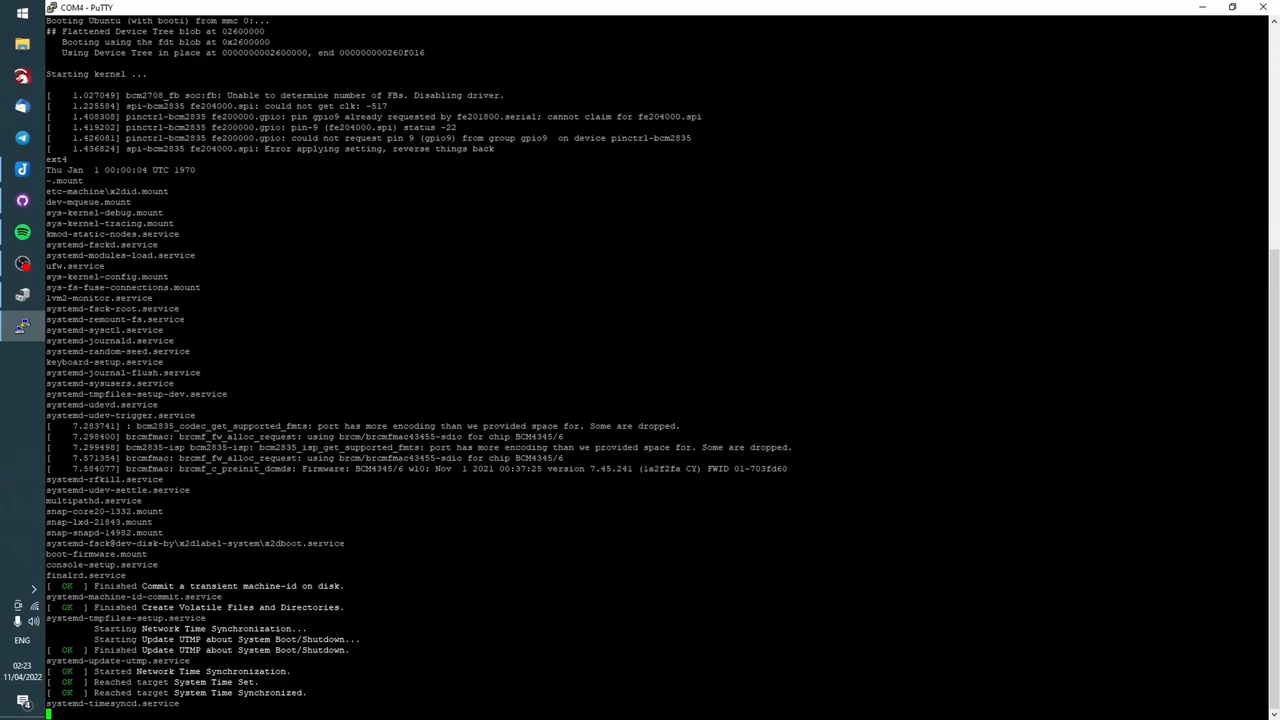 COM4 - PuTTY
Booting Ubuntu (with booti) from mmc 0:...
## Flattened Device Tree blob at 02600000
   Booting using the fdt blob at 0x2600000
   Using Device Tree in place at 0000000002600000, end 000000000260f016
Starting kernel ...
[    1.027049] bcm2708_fb soc:fb: Unable to determine number of FBs. Disabling driver.
[    1.225584] spi-bcm2835 fe204000.spi: could not get clk: -517
[    1.408308] pinctrl-bcm2835 fe200000.gpio: pin gpio9 already requested by fe201800.serial; cannot claim for fe204000.spi
[    1.419202] pinctrl-bcm2835 fe200000.gpio: pin-9 (fe204000.spi) status -22
[    1.426081] pinctrl-bcm2835 fe200000.gpio: could not request pin 9 (gpio9) from group gpio9  on device pinctrl-bcm2835
[    1.436824] spi-bcm2835 fe204000.spi: Error applying setting, reverse things back
ext4
Thu Jan  1 00:00:04 UTC 1970
-.mount
etc-machine\x2did.mount
dev-mqueue.mount
sys-kernel-debug.mount
sys-kernel-tracing.mount
kmod-static-nodes.service
systemd-fsckd.service
systemd-modules-load.service
ufw.service
sys-kernel-config.mount
sys-fs-fuse-connections.mount
lvm2-monitor.service
systemd-fsck-root.service
systemd-remount-fs.service
systemd-sysctl.service
systemd-journald.service
systemd-random-seed.service
keyboard-setup.service
systemd-journal-flush.service
systemd-sysusers.service
systemd-tmpfiles-setup-dev.service
systemd-udevd.service
systemd-udev-trigger.service
[    7.283741] : bcm2835_codec_get_supported_fmts: port has more encoding than we provided space for. Some are dropped.
[    7.298400] brcmfmac: brcmf_fw_alloc_request: using brcm/brcmfmac43455-sdio for chip BCM4345/6
[    7.299498] bcm2835-isp bcm2835-isp: bcm2835_isp_get_supported_fmts: port has more encoding than we provided space for. Some are dropped.
[    7.571354] brcmfmac: brcmf_fw_alloc_request: using brcm/brcmfmac43455-sdio for chip BCM4345/6
[    7.584077] brcmfmac: brcmf_c_preinit_dcmds: Firmware: BCM4345/6 wl0: Nov  1 2021 00:37:25 version 7.45.241 (1a2f2fa CY) FWID 01-703fd60
systemd-rfkill.service
systemd-udev-settle.service
multipathd.service
snap-core20-1332.mount
snap-lxd-21843.mount
snap-snapd-14982.mount
systemd-fsck@dev-disk-by\x2dlabel-system\x2dboot.service
boot-firmware.mount
console-setup.service
finalrd.service
[  OK  ] Finished Commit a transient machine-id on disk.
systemd-machine-id-commit.service
[  OK  ] Finished Create Volatile Files and Directories.
systemd-tmpfiles-setup.service
         Starting Network Time Synchronization...
         Starting Update UTMP about System Boot/Shutdown...
[  OK  ] Finished Update UTMP about System Boot/Shutdown.
systemd-update-utmp.service
[  OK  ] Started Network Time Synchronization.
[  OK  ] Reached target System Time Set.
[  OK  ] Reached target System Time Synchronized.
systemd-timesyncd.service
ENG
02:23
11/04/2022
4